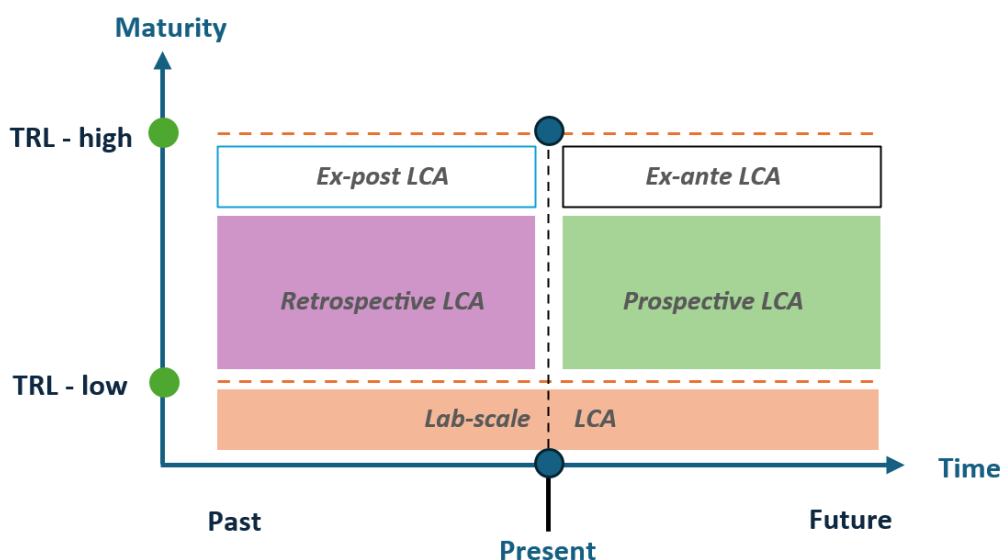 Maturity
TRL - high
Ex-post LCA
Ex-ante LCA
Retrospective LCA
Prospective LCA
TRL - low
Lab-scale LCA
Time
Past
Future
Present